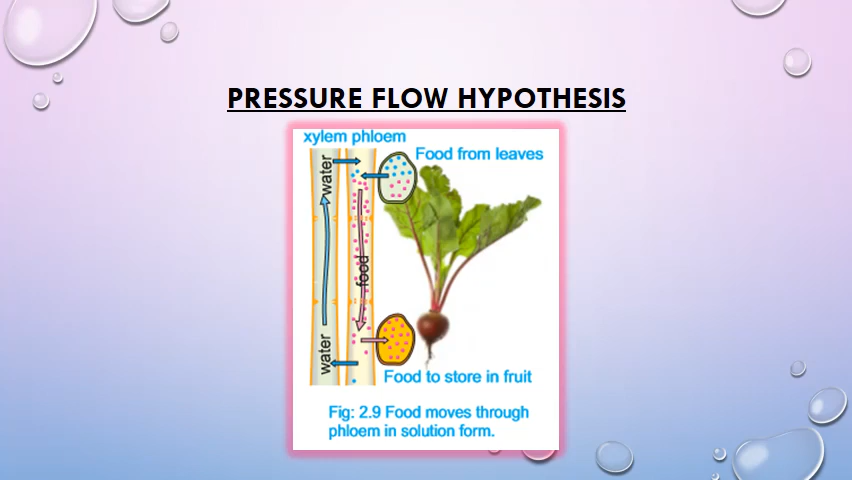 PRESSURE FLOW HYPOTHESIS
xylem phloem
Food from leaves
water
food
water
Food to store in fruit
Fig: 2.9 Food moves through
phloem in solution form.